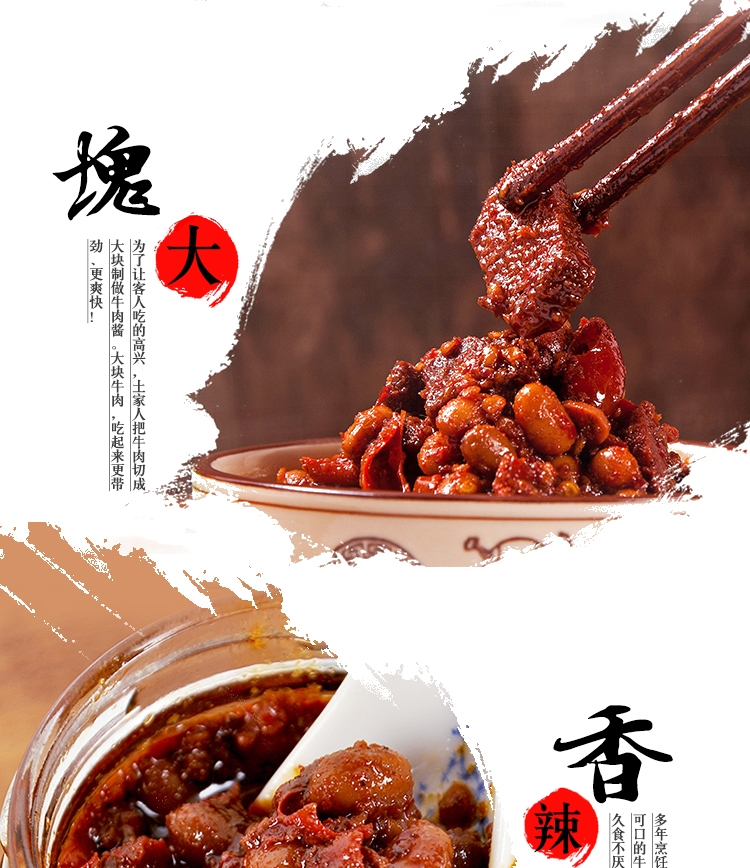 塊
大
为了让客人吃的高兴，土家人把牛肉切成
大块制做牛肉酱。大块牛肉，吃起来更带
劲、更爽快！
香
辣
多年烹饪
可口的牛
久食不厌